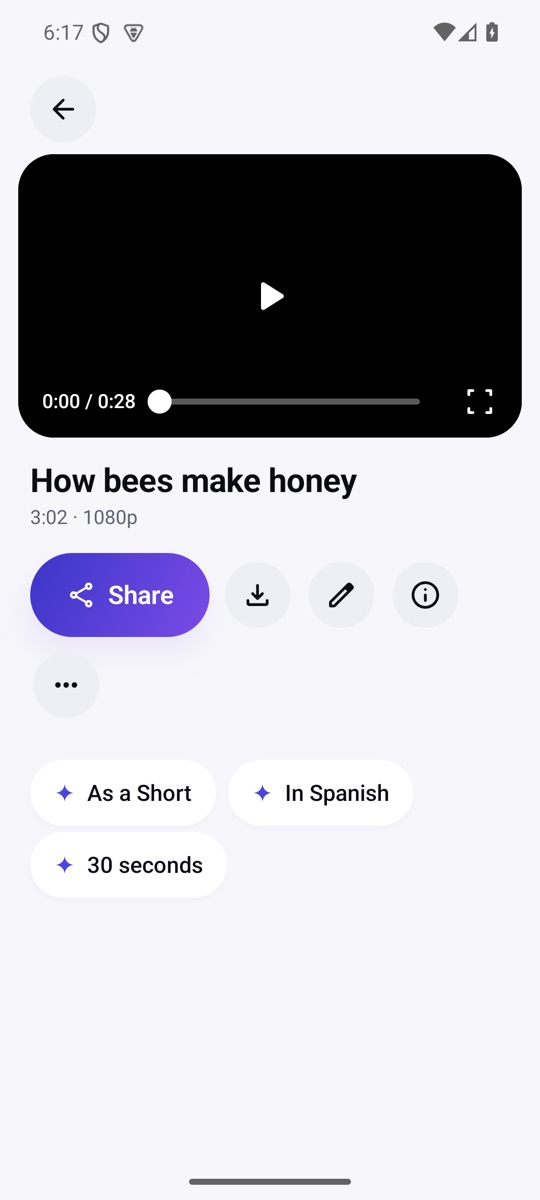 6:17
0:00 / 0:28
How bees make honey
3:02 · 1080p
Share
As a Short
In Spanish
30 seconds